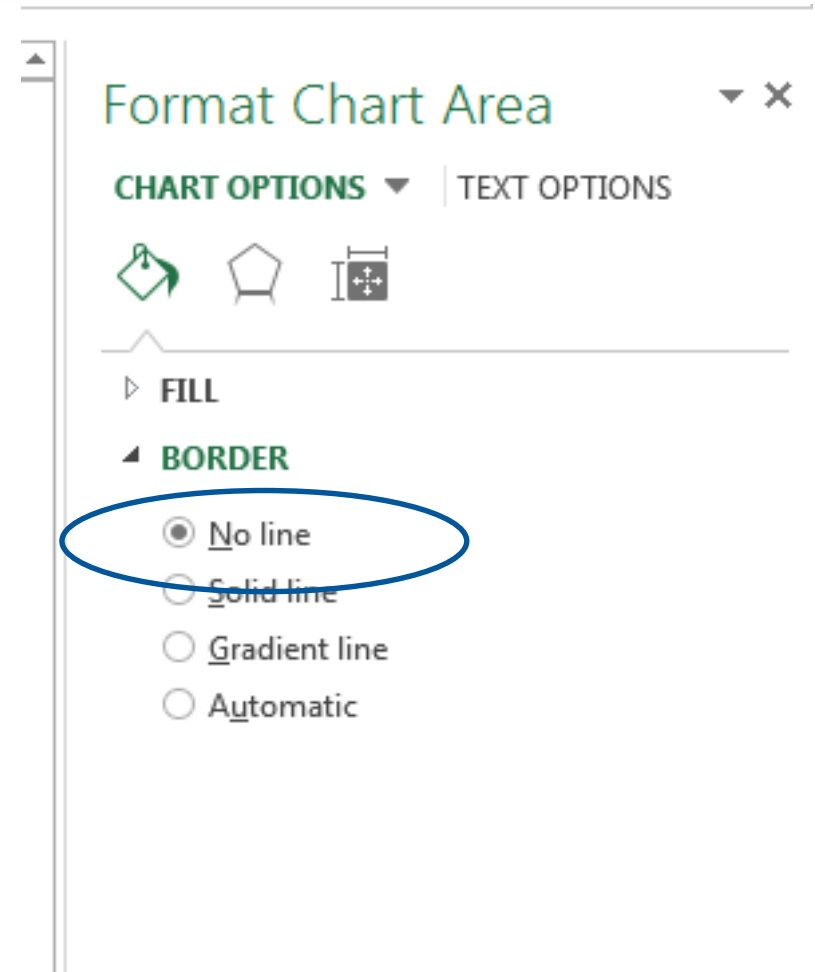 Format Chart Area
CHART OPTIONS TEXT OPTIONS
FILL
BORDER
No line
Solid line
Gradient line
Automatic